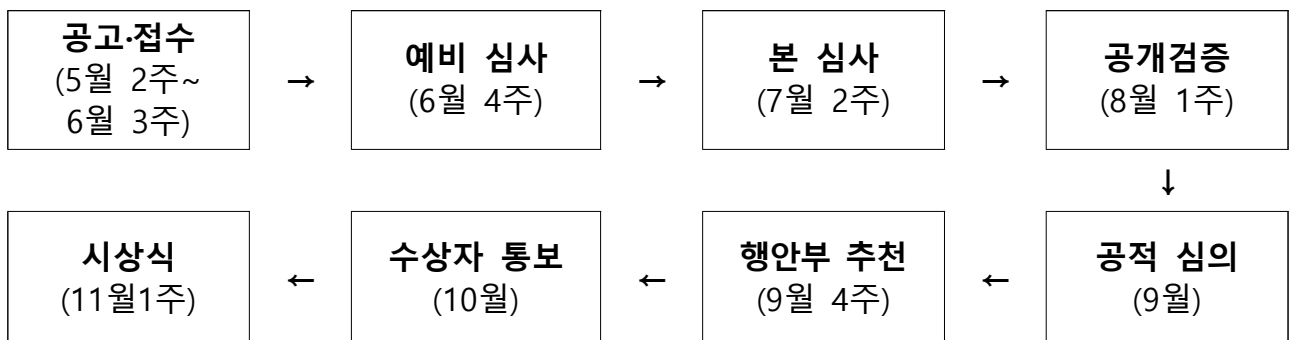 공고·접수
(5월 2주~
6월 3주)
→
예비 심사
(6월 4주)
→
본 심사
(7월 2주)
→
공개검증
(8월 1주)
↓
시상식
(11월1주)
←
수상자 통보
(10월)
←
행안부 추천
(9월 4주)
←
공적 심의
(9월)